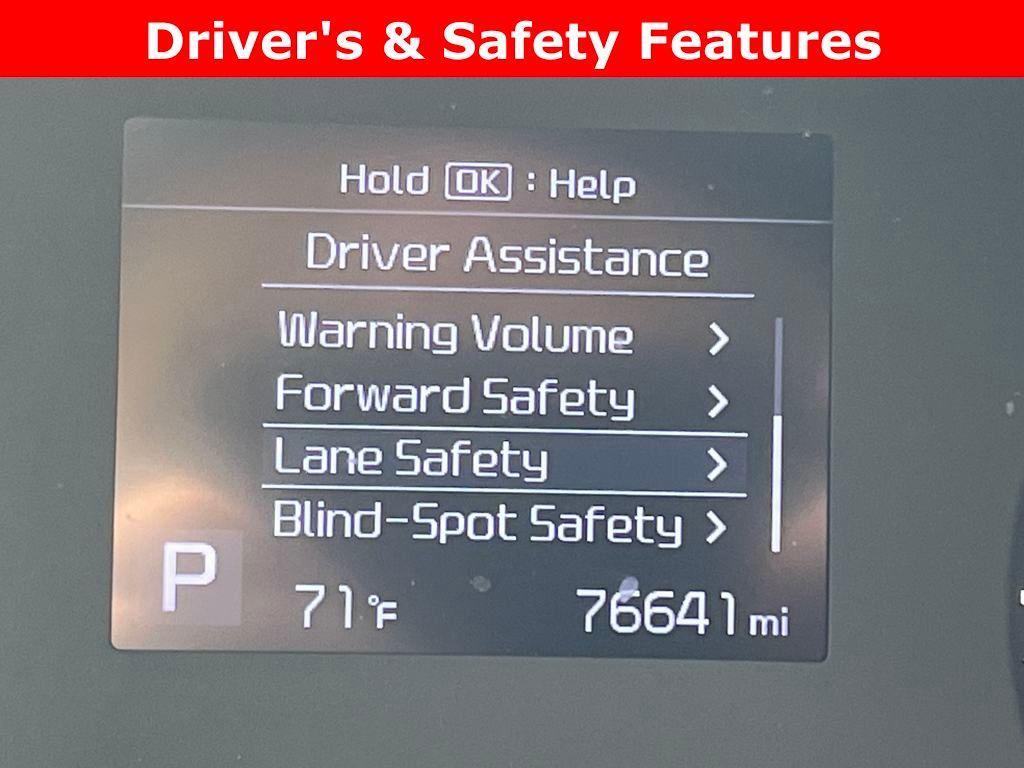 Driver's & Safety Features
Hold OK : Help
Driver Assistance
Warning Volume
Forward Safety
Lane Safety
Blind-Spot Safety
P
71°F
76641 mi